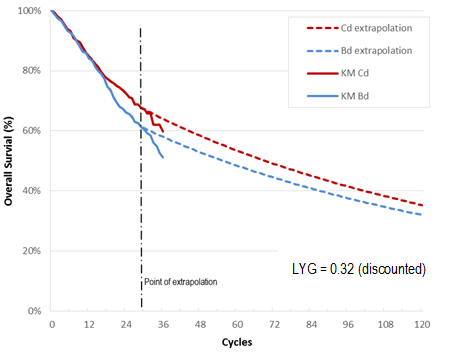 100%
80%
60%
40%
20%
0%
Overall Survial (%)
Cd extrapolation
Bd extrapolation
KM Cd
KM Bd
LYG = 0.32 (discounted)
Point of extrapolation
0 12 24 36 48 60 72 84 96 108 120
Cycles